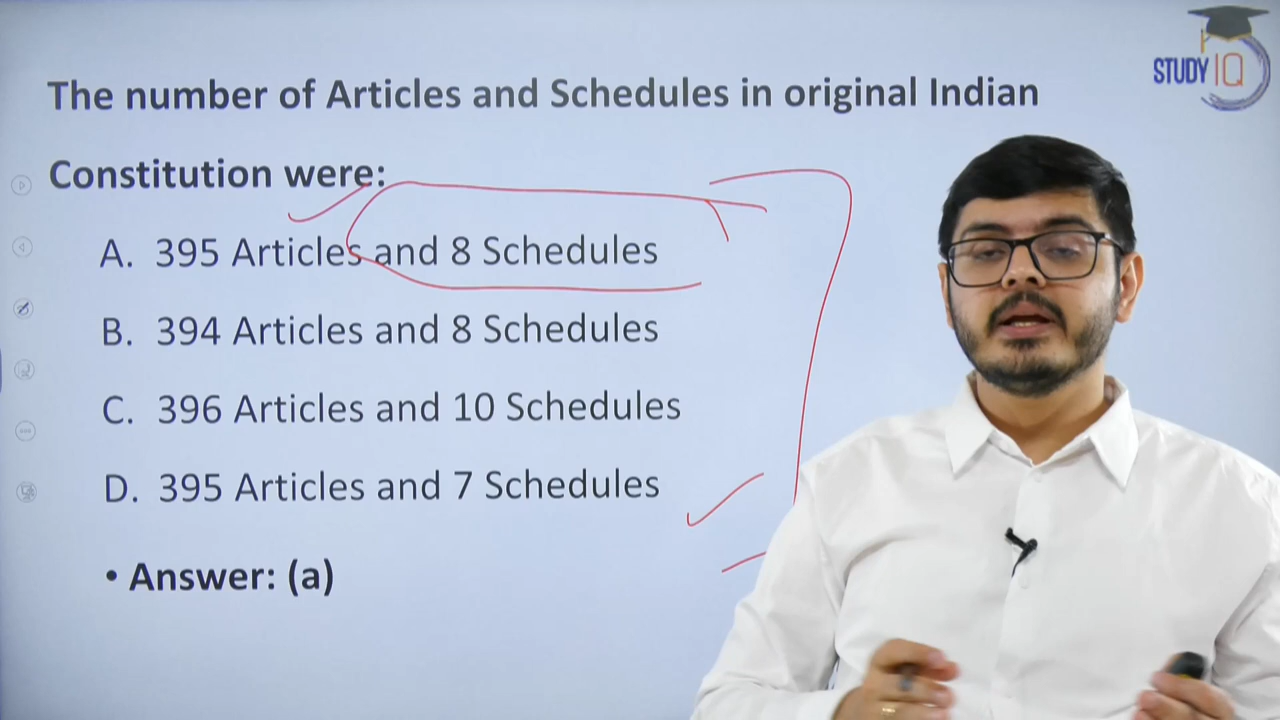 STUDY IQ
The number of Articles and Schedules in original Indian
Constitution were:
A. 395 Articles and 8 Schedules
B. 394 Articles and 8 Schedules
C. 396 Articles and 10 Schedules
D. 395 Articles and 7 Schedules
• Answer: (a)